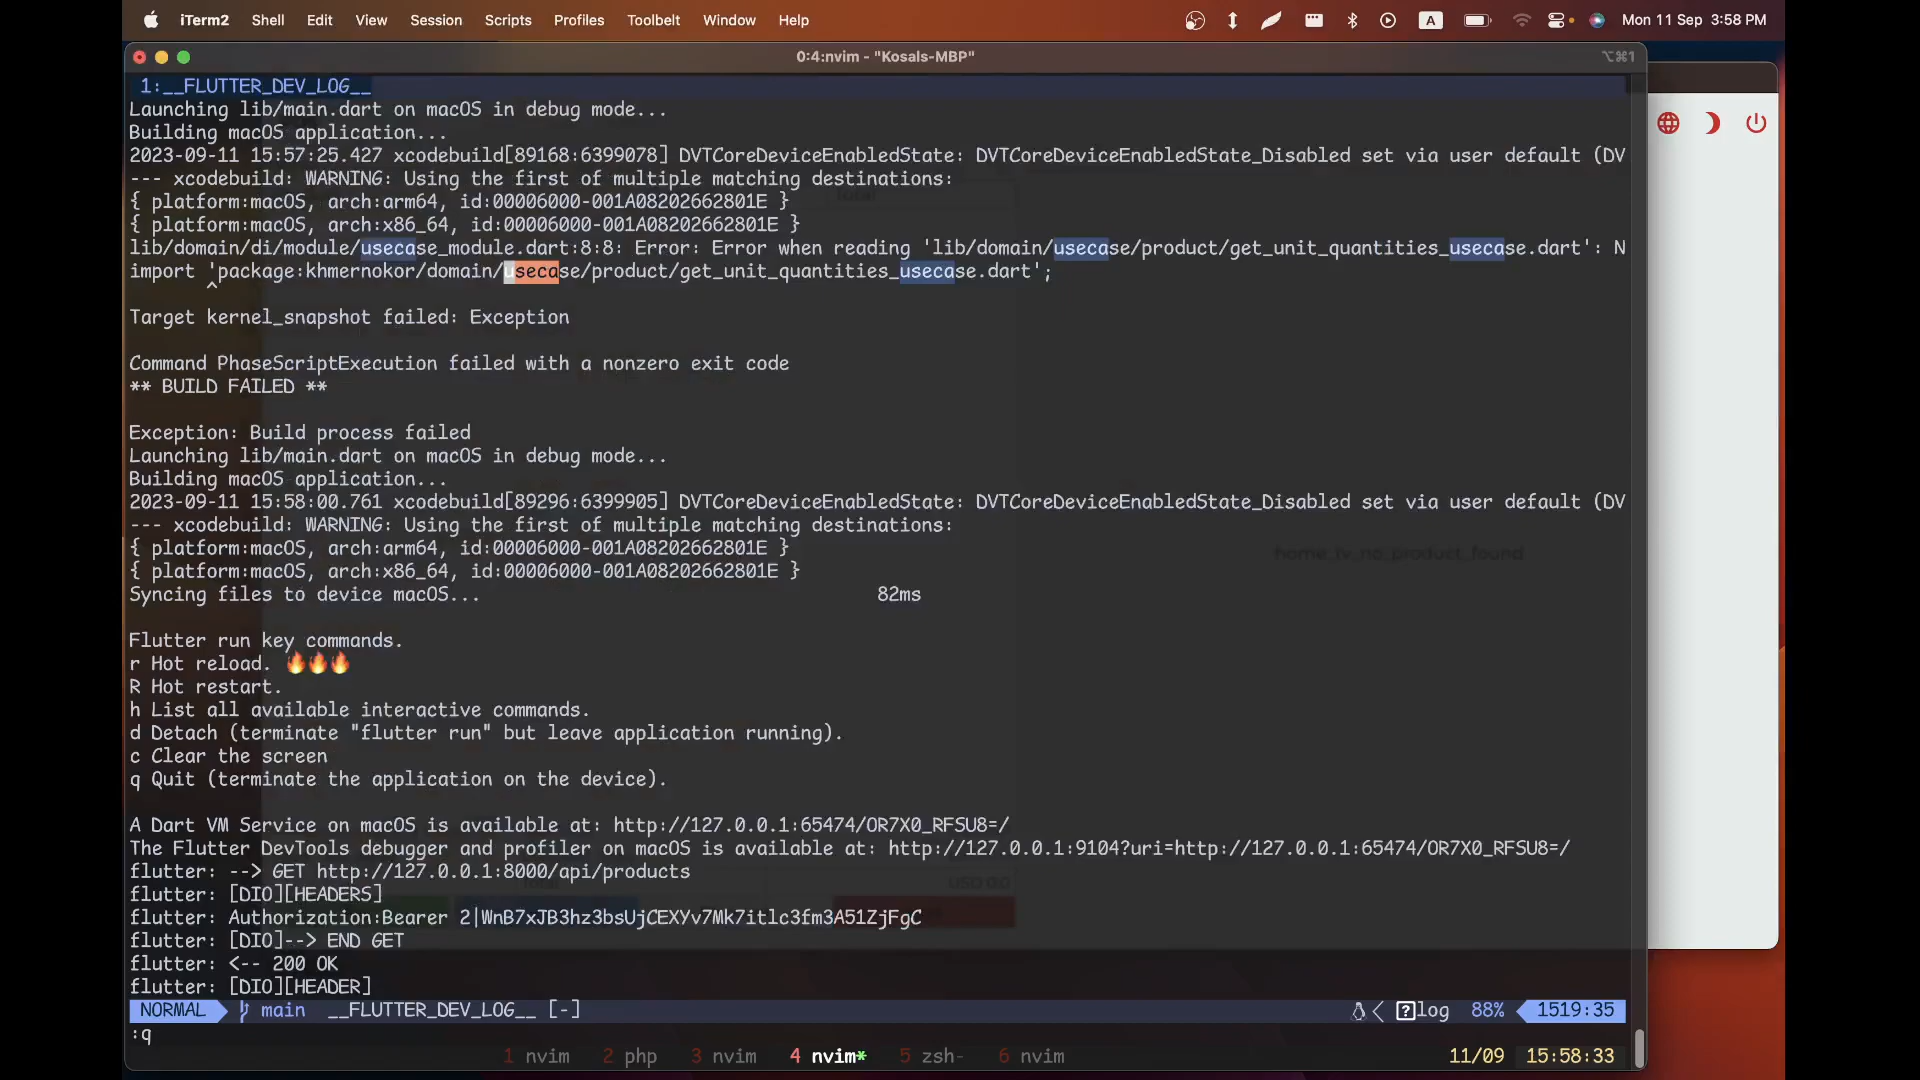 iTerm2 Shell Edit View Session Scripts Profiles Toolbelt Window Help A Mon 11 Sep 3:58 PM
0:4:nvim - "Kosals-MBP" ⌥⌘1
1:__FLUTTER_DEV_LOG__
Launching lib/main.dart on macOS in debug mode...
Building macOS application...
2023-09-11 15:57:25.427 xcodebuild[89168:6399078] DVTCoreDeviceEnabledState: DVTCoreDeviceEnabledState_Disabled set via user default (DV
--- xcodebuild: WARNING: Using the first of multiple matching destinations:
{ platform:macOS, arch:arm64, id:00006000-001A08202662801E }
{ platform:macOS, arch:x86_64, id:00006000-001A08202662801E }
lib/domain/di/module/usecase_module.dart:8:8: Error: Error when reading 'lib/domain/usecase/product/get_unit_quantities_usecase.dart': N
import 'package:khmernokor/domain/usecase/product/get_unit_quantities_usecase.dart';
^
Target kernel_snapshot failed: Exception
Command PhaseScriptExecution failed with a nonzero exit code
** BUILD FAILED **
Exception: Build process failed
Launching lib/main.dart on macOS in debug mode...
Building macOS application...
2023-09-11 15:58:00.761 xcodebuild[89296:6399905] DVTCoreDeviceEnabledState: DVTCoreDeviceEnabledState_Disabled set via user default (DV
--- xcodebuild: WARNING: Using the first of multiple matching destinations:
{ platform:macOS, arch:arm64, id:00006000-001A08202662801E }
{ platform:macOS, arch:x86_64, id:00006000-001A08202662801E }
home_tv_no_product_found
Syncing files to device macOS... 82ms
Flutter run key commands.
r Hot reload. 🔥🔥🔥
R Hot restart.
h List all available interactive commands.
d Detach (terminate "flutter run" but leave application running).
c Clear the screen
q Quit (terminate the application on the device).
A Dart VM Service on macOS is available at: http://127.0.0.1:65474/OR7X0_RFSU8=/
The Flutter DevTools debugger and profiler on macOS is available at: http://127.0.0.1:9104?uri=http://127.0.0.1:65474/OR7X0_RFSU8=/
flutter: --> GET http://127.0.0.1:8000/api/products
flutter: [DIO][HEADERS]
flutter: Authorization:Bearer 2|WnB7xJB3hz3bsUjCEXYv7Mk7itlc3fm3A51ZjFgC
flutter: [DIO]--> END GET
flutter: <-- 200 OK
flutter: [DIO][HEADER]
NORMAL main __FLUTTER_DEV_LOG__ [-] ?log 88% 1519:35
:q
1 nvim 2 php 3 nvim 4 nvim* 5 zsh- 6 nvim 11/09 15:58:33